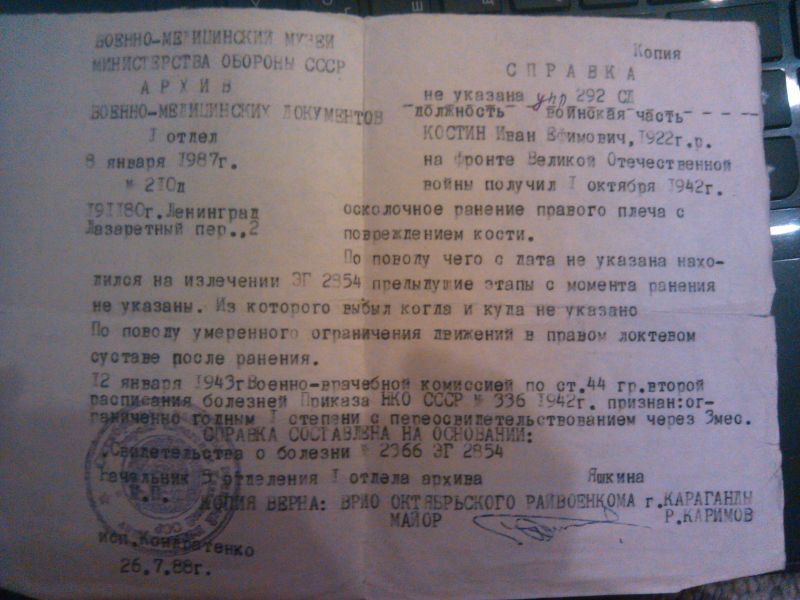 ВОЕННО-МЕДИЦИНСКИЙ МУЗЕЙ
МИНИСТЕРСТВА ОБОРОНЫ СССР
АРХИВ
ВОЕННО-МЕДИЦИНСКИХ ДОКУМЕНТОВ
I отдел
8 января 1987г.
№ 210д
191180г.Ленинград
Лазаретный пер.,2
Копия
СПРАВКА
не указана упр 292 СД
должность воинская часть
КОСТИН Иван Ефимович, 1922г.р.
на фронте Великой Отечественной
войны получил I октября 1942г.
осколочное ранение правого плеча с
повреждением кости.
По поводу чего с дата не указана нахо-
дился на излечении ЭГ 2854 предыдущие этапы с момента ранения
не указаны. Из которого выбыл когда и куда не указано
По поводу умеренного ограничения движений в правом локтевом
суставе после ранения.
12 января 1943гВоенно-врачебной комиссией по ст.44 гр.второй
расписания болезней Приказа НКО СССР № 336 1942г. признан:ог-
раниченно годным I степени с переосвидетельствованием через 3мес.
СПРАВКА СОСТАВЛЕНА НА ОСНОВАНИИ:
.Свидетельства о болезни № 2366 ЭГ 2854
Начальник 5 отделения I отдела архива Яшкина
КОПИЯ ВЕРНА: ВРИО ОКТЯБРЬСКОГО РАЙВОЕНКОМА г.КАРАГАНДЫ
МАЙОР Р.КАРИМОВ
исп.Кондратенко
26.7.88г.